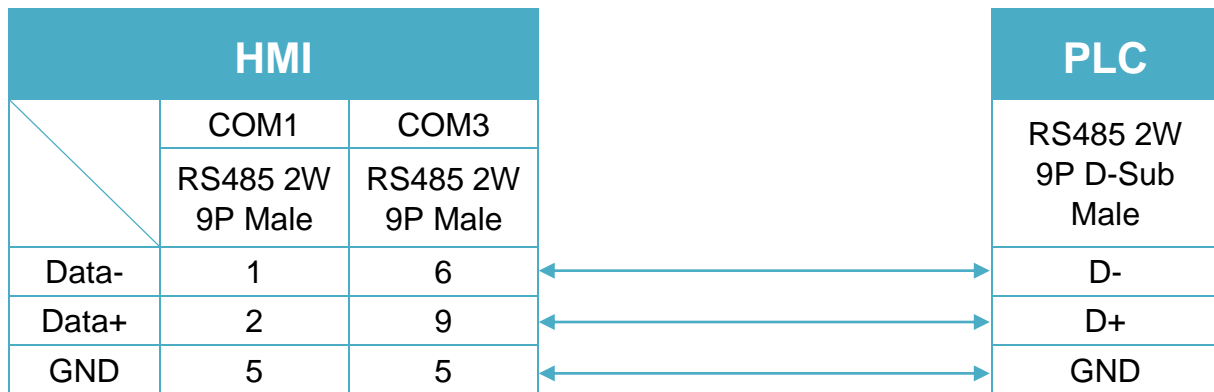 HMI
PLC
COM1
COM3
RS485 2W
9P Male
RS485 2W
9P Male
RS485 2W
9P D-Sub
Male
Data-
1
6
D-
Data+
2
9
D+
GND
5
5
GND